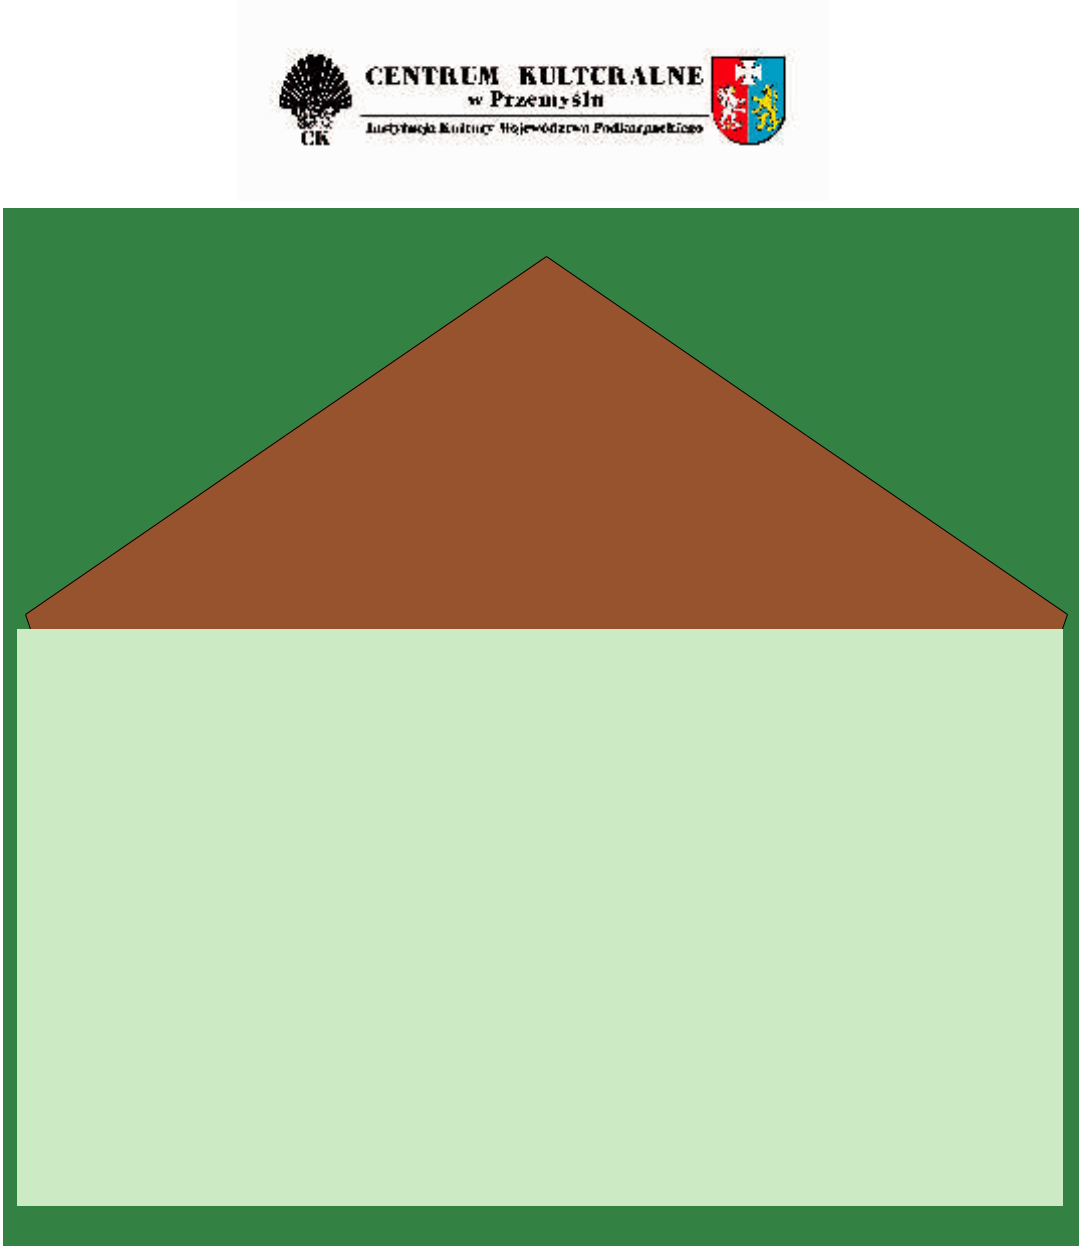 CENTRUM KULTURALNE
w Przemyślu
Instytucja Kultury Województwa Podkarpackiego
CK